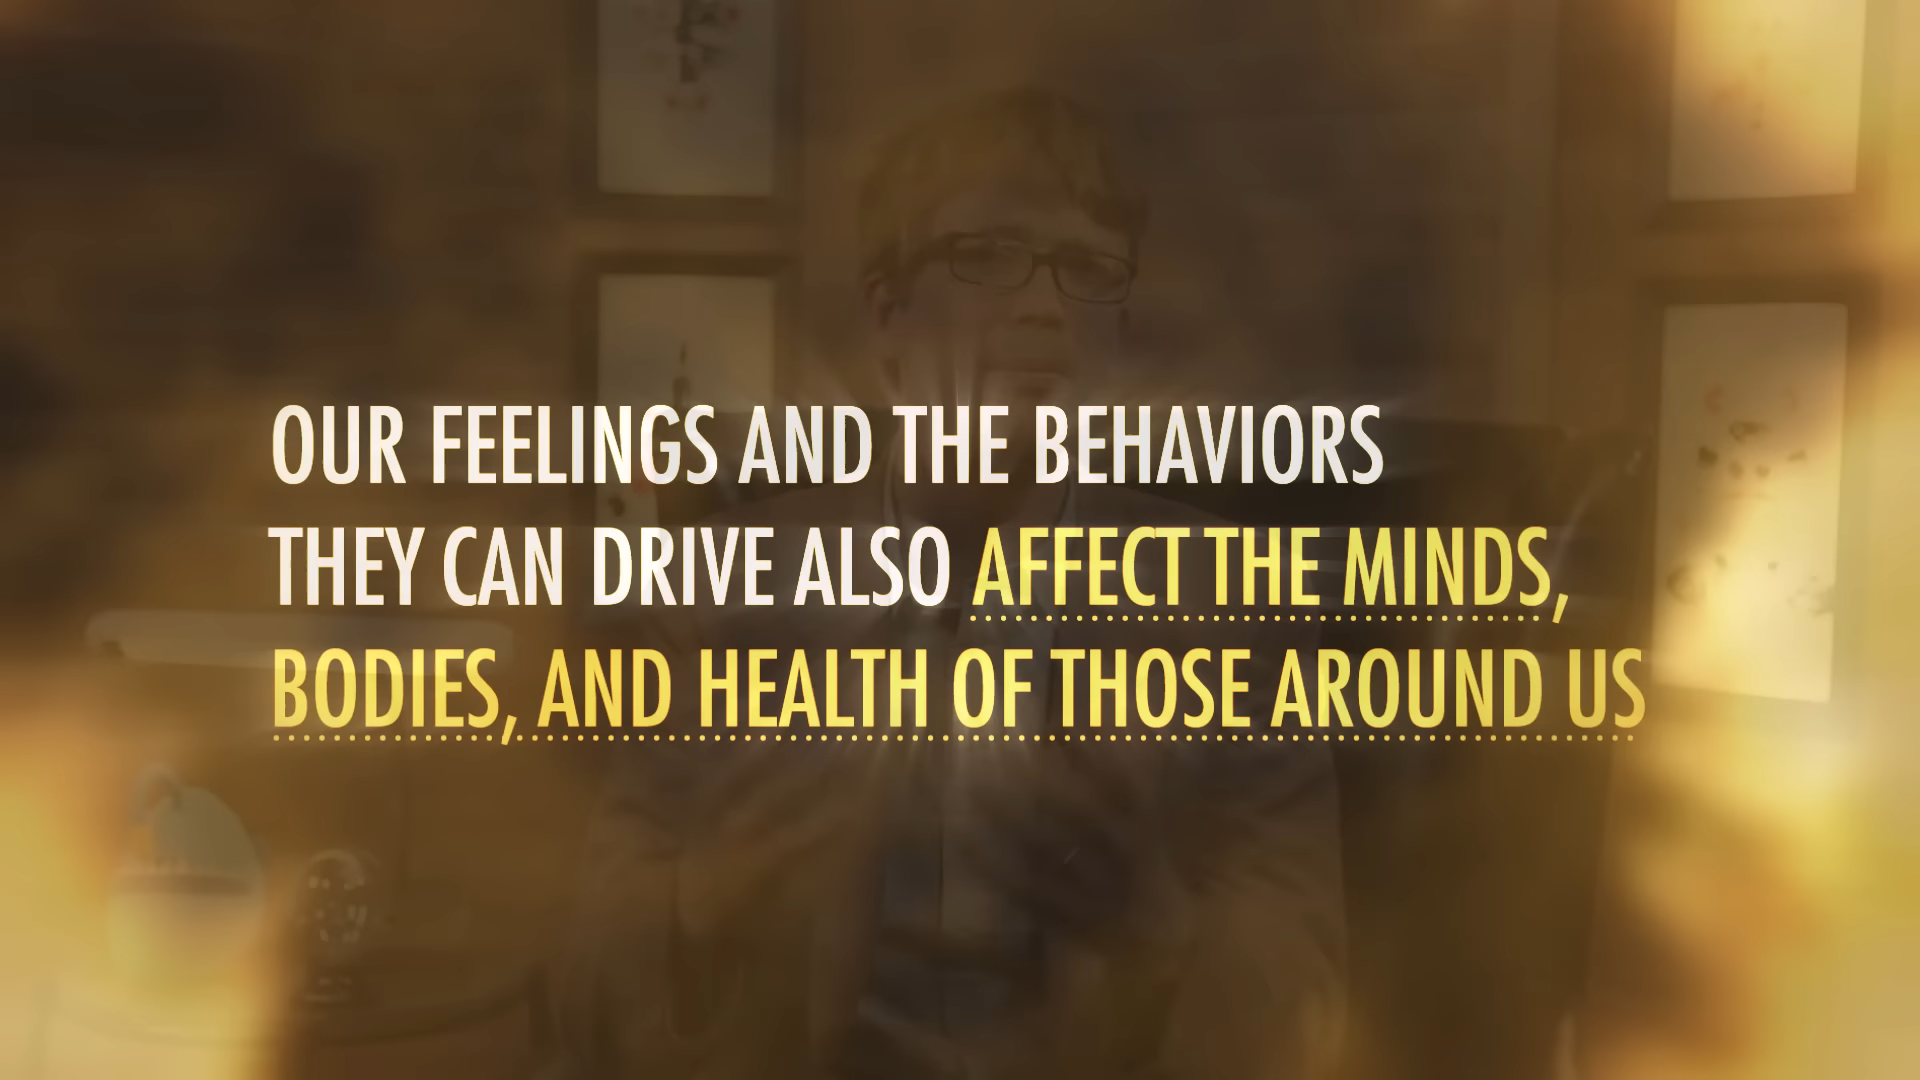 OUR FEELINGS AND THE BEHAVIORS
THEY CAN DRIVE ALSO AFFECT THE MINDS,
BODIES, AND HEALTH OF THOSE AROUND US